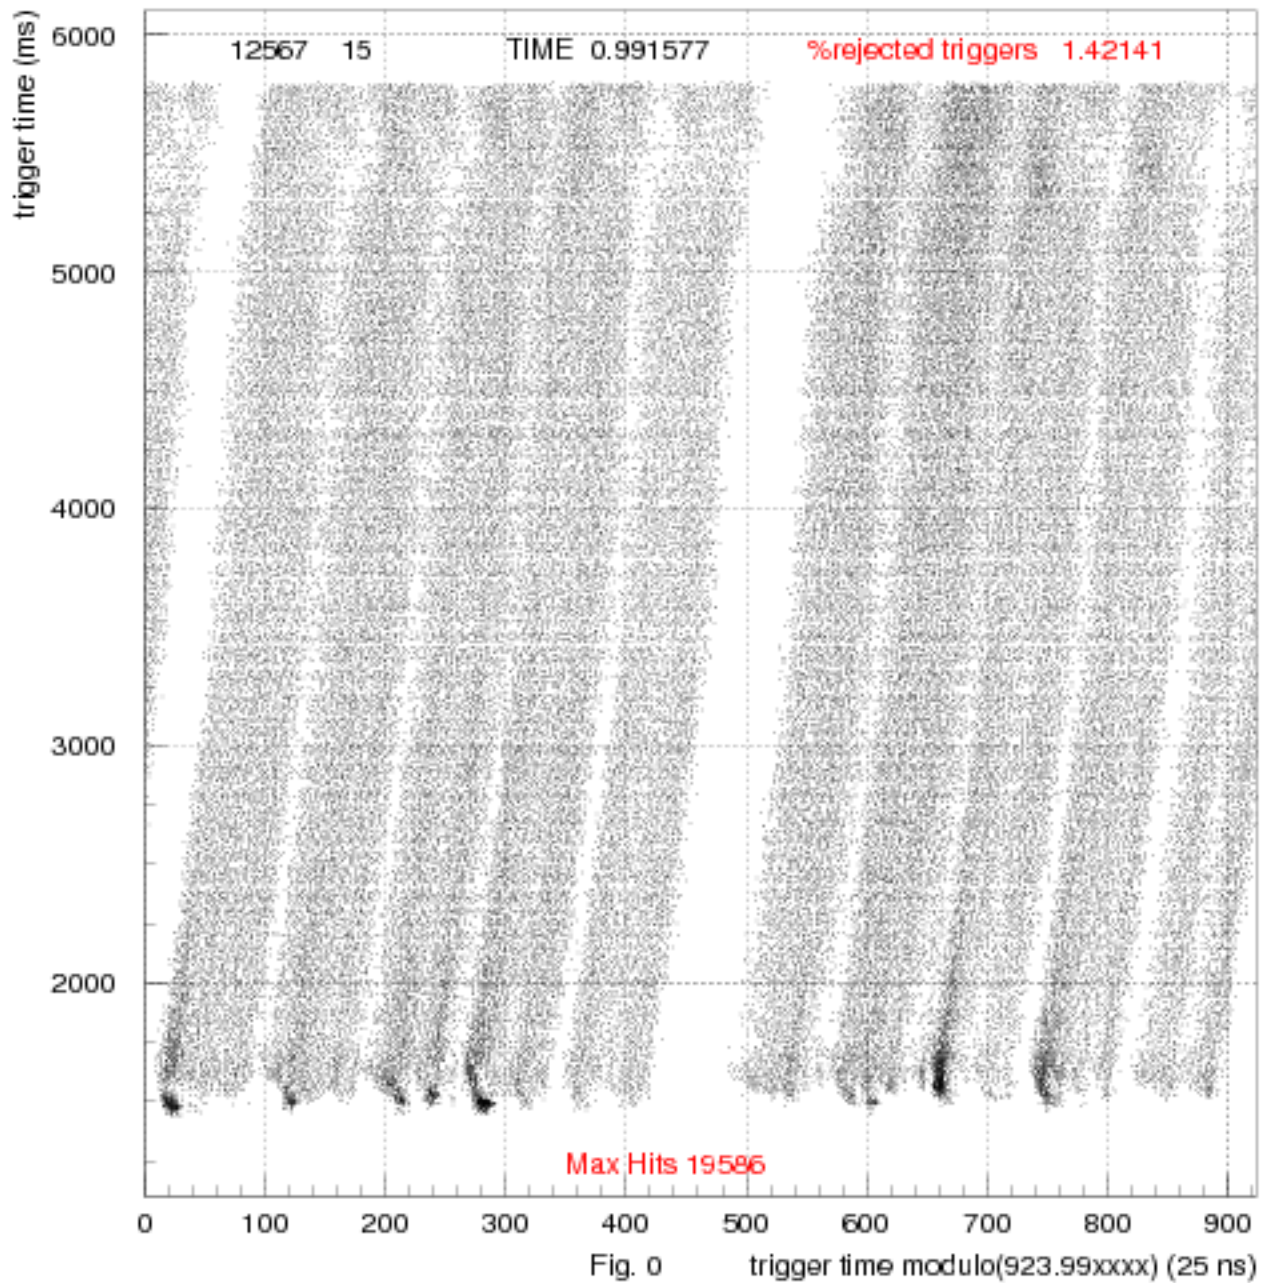 trigger time (ms)
12567 15 TIME 0.991577 %rejected triggers 1.42141
6000
5000
4000
3000
2000
Max Hits 19586
0 100 200 300 400 500 600 700 800 900
Fig. 0 trigger time modulo(923.99xxxx) (25 ns)